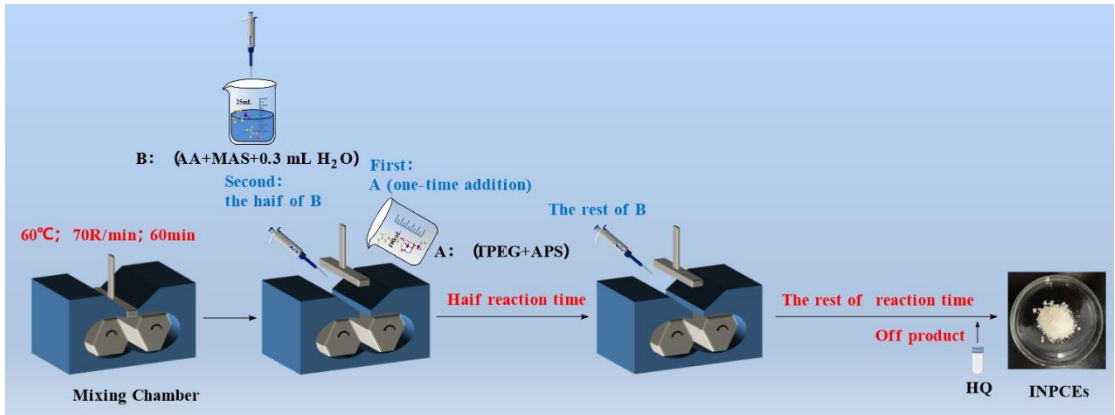 25mL
B: (AA+MAS+0.3 mL H₂O)
First:
A (one-time addition)
Second:
the haif of B
The rest of B
60℃; 70R/min; 60min
A: (TPEG+APS)
Haif reaction time
The rest of reaction time
Off product
HQ
INPCEs
Mixing Chamber